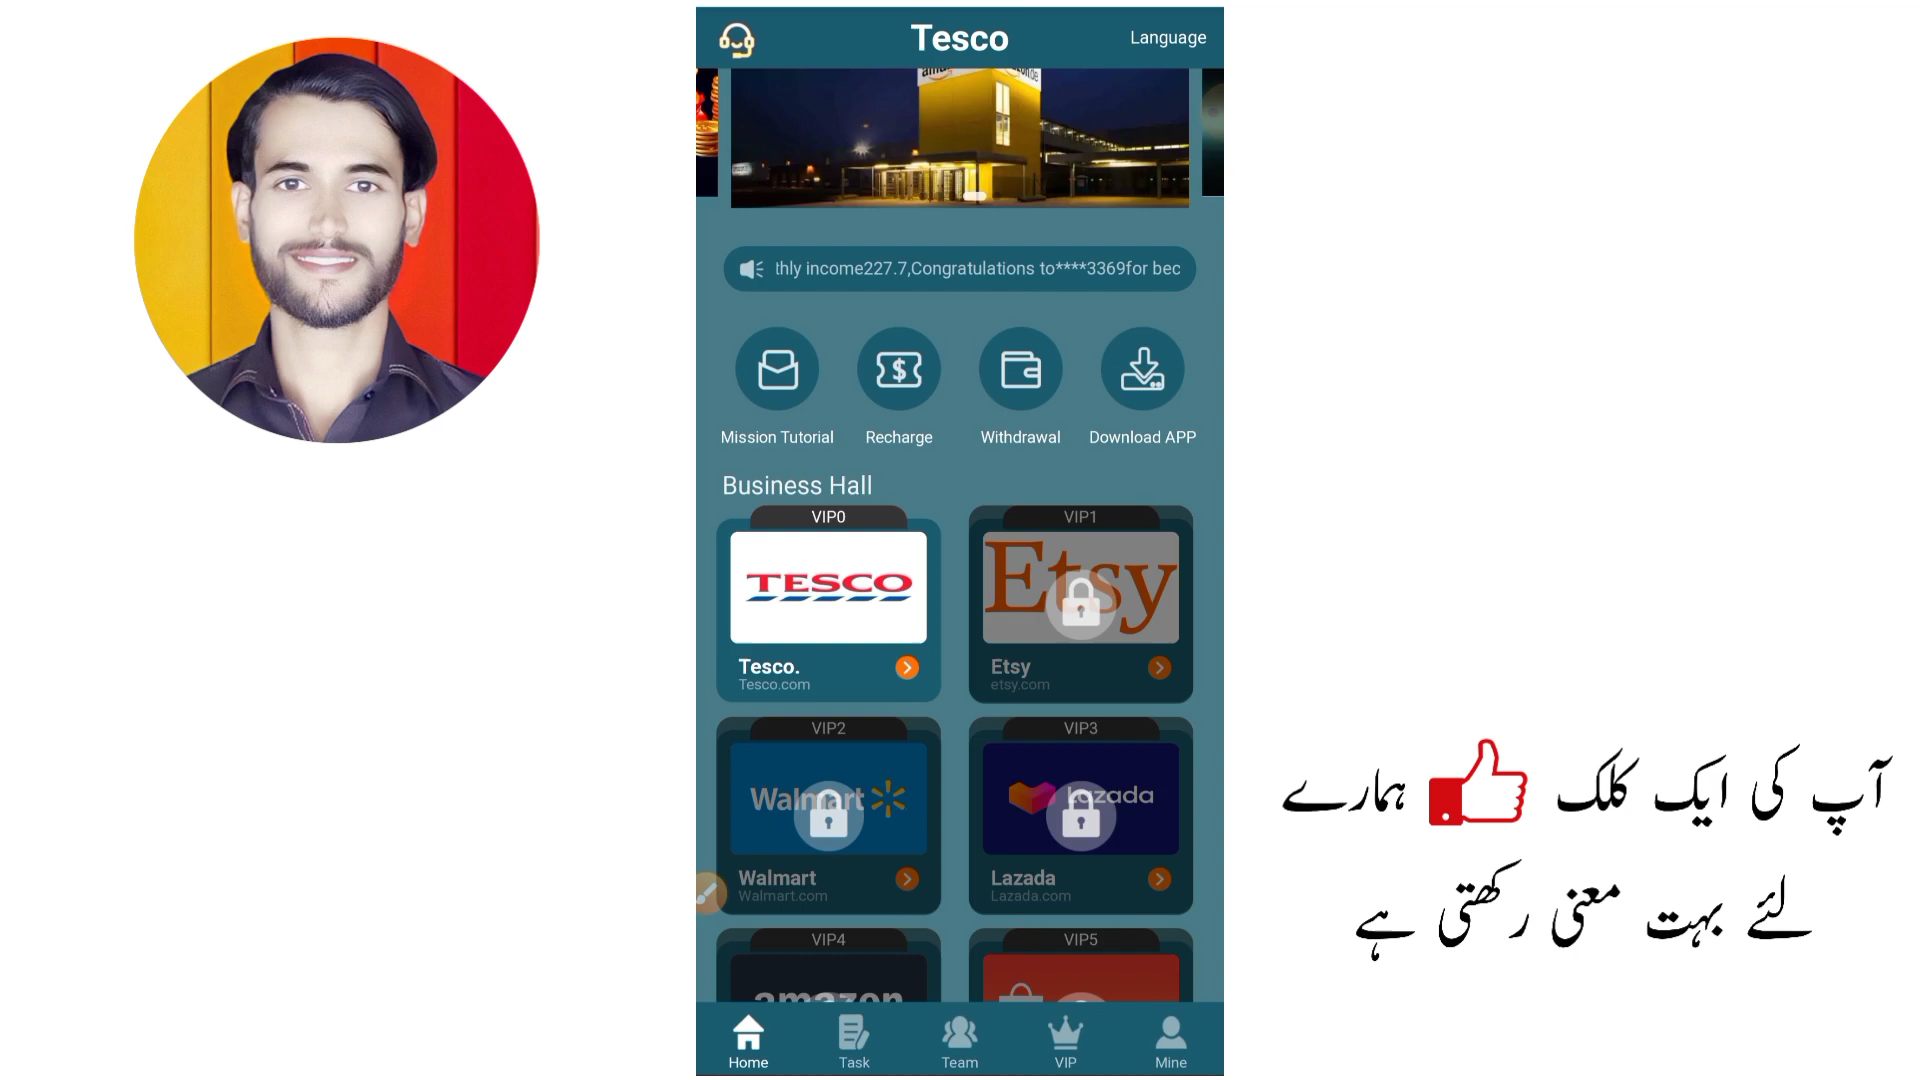 Tesco
Language
thly income227.7,Congratulations to****3369for bec
Mission Tutorial
Recharge
Withdrawal
Download APP
Business Hall
VIP0
TESCO
Tesco.
Tesco.com
VIP1
Etsy
Etsy
etsy.com
VIP2
Walmart
Walmart
Walmart.com
VIP3
Lazada
Lazada
Lazada.com
VIP4
amazon
VIP5
Home
Task
Team
VIP
Mine
آپ کی ایک کلک ہمارے
لئے بہت معنی رکھتی ہے